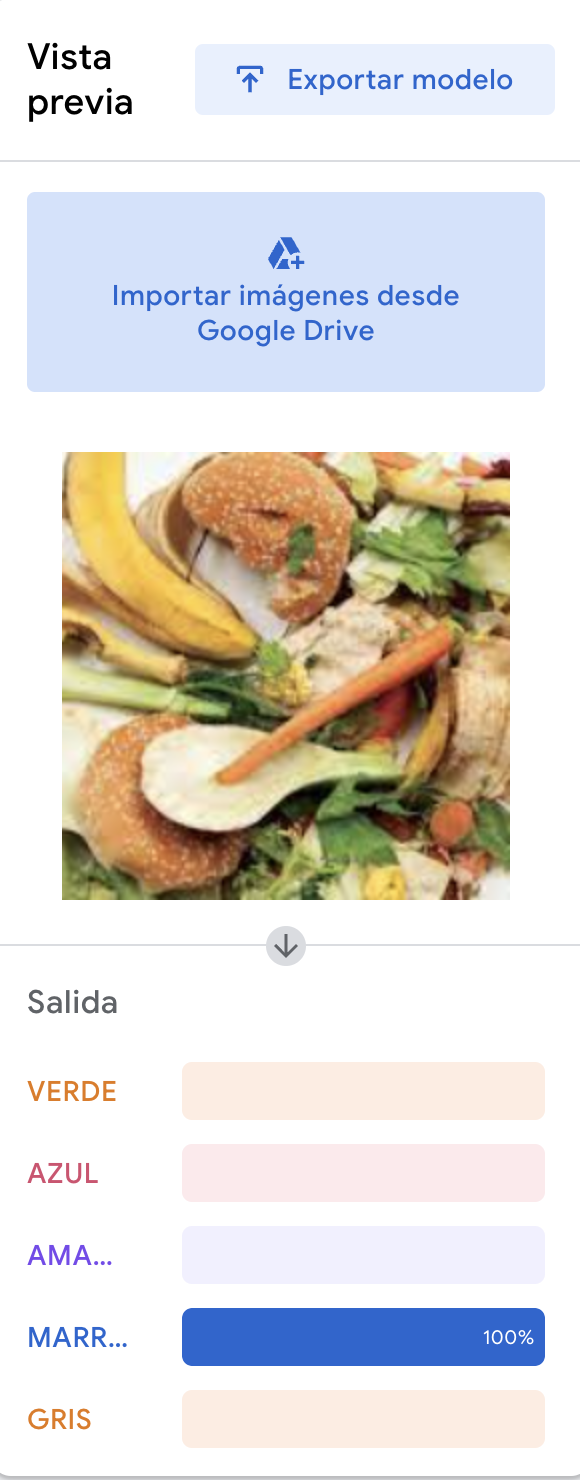 Vista
previa
Exportar modelo
Importar imágenes desde
Google Drive
Salida
VERDE
AZUL
AMA...
MARR...
100%
GRIS